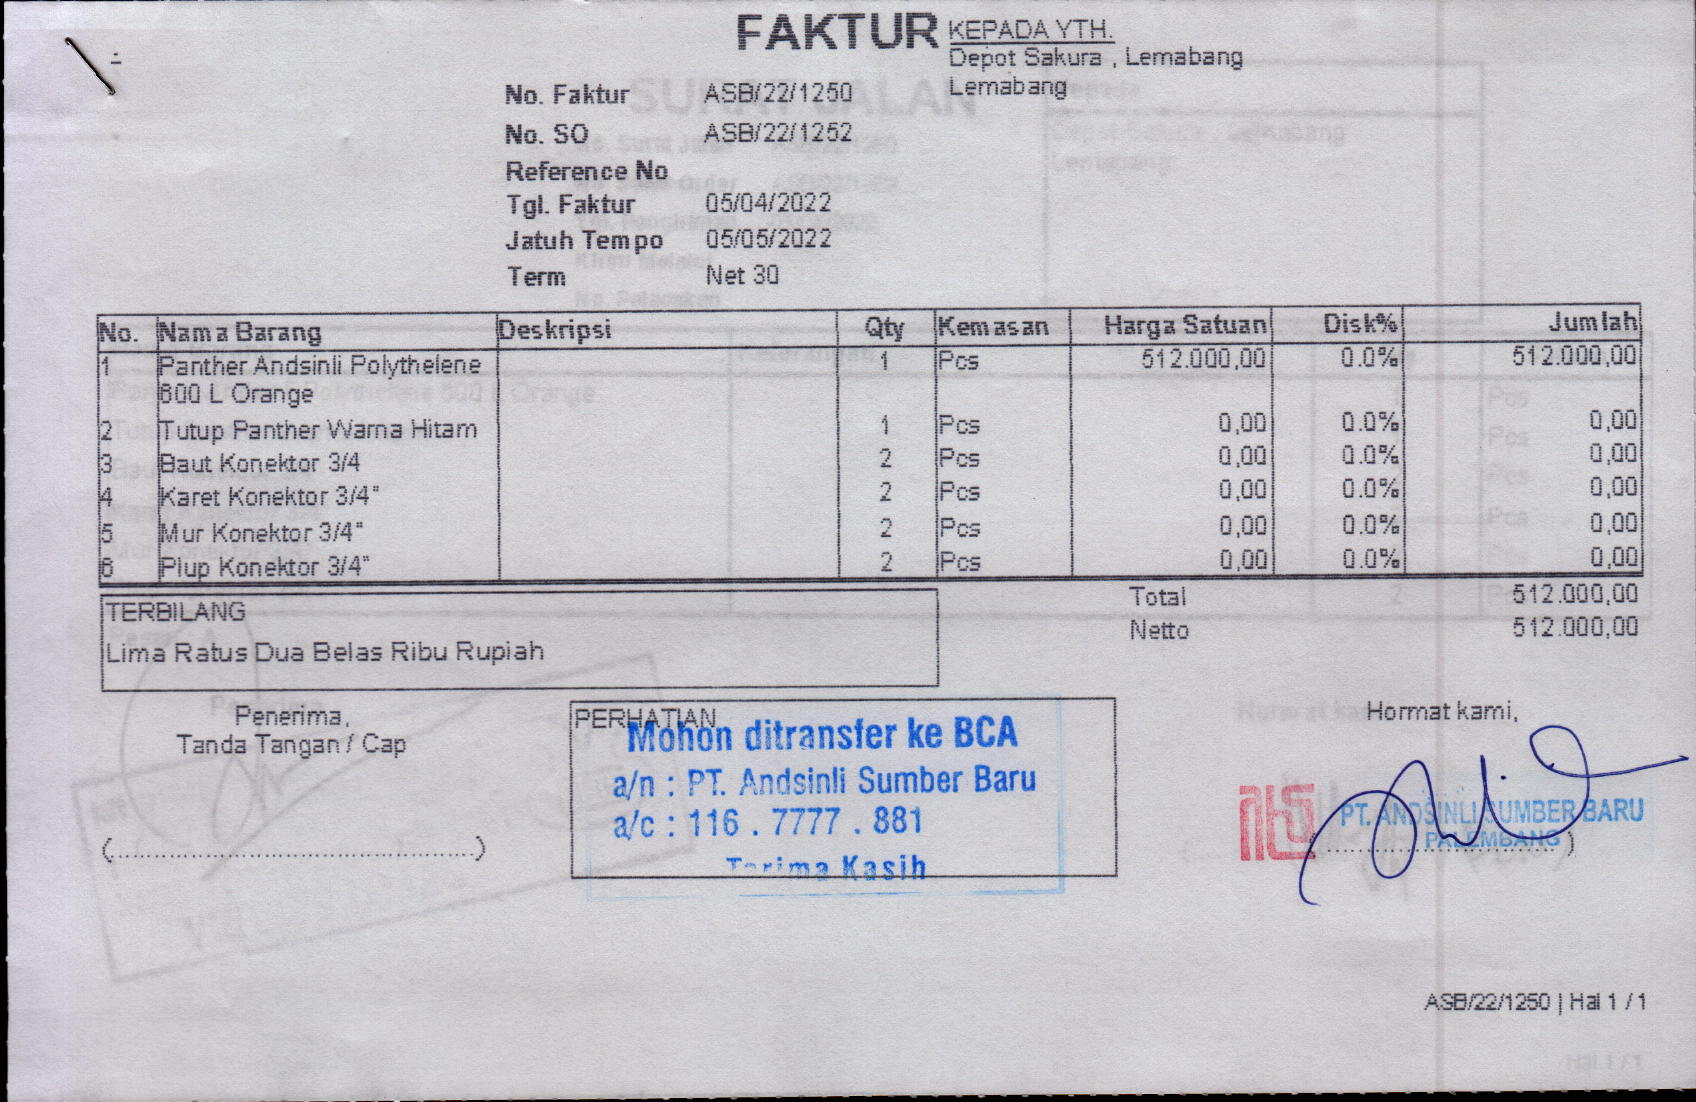 FAKTUR
KEPADA YTH.
Depot Sakura , Lemabang
Lemabang
No. Faktur ASB/22/1250
No. SO ASB/22/1252
Reference No
Tgl. Faktur 05/04/2022
Jatuh Tempo 05/05/2022
Term Net 30
No. Nama Barang Deskripsi Qty Kemasan Harga Satuan Disk% Jumlah
1 Panther Andsinli Polythelene 1 Pcs 512.000,00 0.0% 512.000,00
600 L Orange
2 Tutup Panther Warna Hitam 1 Pcs 0,00 0.0% 0,00
3 Baut Konektor 3/4 2 Pcs 0,00 0.0% 0,00
4 Karet Konektor 3/4" 2 Pcs 0,00 0.0% 0,00
5 Mur Konektor 3/4" 2 Pcs 0,00 0.0% 0,00
6 Plup Konektor 3/4" 2 Pcs 0,00 0.0% 0,00
Total 512.000,00
Netto 512.000,00
TERBILANG
Lima Ratus Dua Belas Ribu Rupiah
Penerima,
Tanda Tangan / Cap
(..........................................................)
PERHATIAN
Mohon ditransfer ke BCA
a/n : PT. Andsinli Sumber Baru
a/c : 116 . 7777 . 881
Terima Kasih
Hormat kami,
PT. ANDSINLI SUMBER BARU
PALEMBANG
ASB/22/1250 | Hal 1 / 1